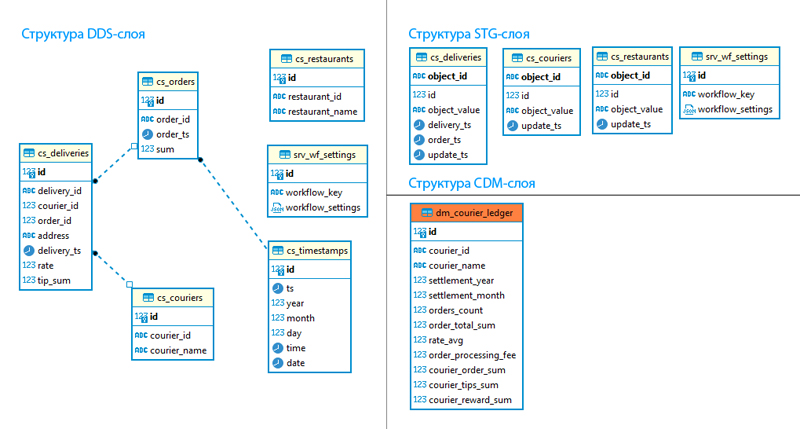 Структура DDS-слоя
cs_restaurants
123 id
ABC restaurant_id
ABC restaurant_name
cs_orders
123 id
ABC order_id
order_ts
123 sum
cs_deliveries
123 id
ABC delivery_id
123 courier_id
123 order_id
ABC address
delivery_ts
123 rate
123 tip_sum
srv_wf_settings
123 id
ABC workflow_key
JSON workflow_settings
cs_timestamps
123 id
ts
123 year
123 month
123 day
time
date
cs_couriers
123 id
ABC courier_id
ABC courier_name
Структура STG-слоя
cs_deliveries
ABC object_id
123 id
ABC object_value
delivery_ts
order_ts
update_ts
cs_couriers
ABC object_id
123 id
ABC object_value
update_ts
cs_restaurants
ABC object_id
123 id
ABC object_value
update_ts
srv_wf_settings
123 id
ABC workflow_key
JSON workflow_settings
Структура CDM-слоя
dm_courier_ledger
123 id
ABC courier_id
ABC courier_name
123 settlement_year
123 settlement_month
123 orders_count
123 order_total_sum
123 rate_avg
123 order_processing_fee
123 courier_order_sum
123 courier_tips_sum
123 courier_reward_sum